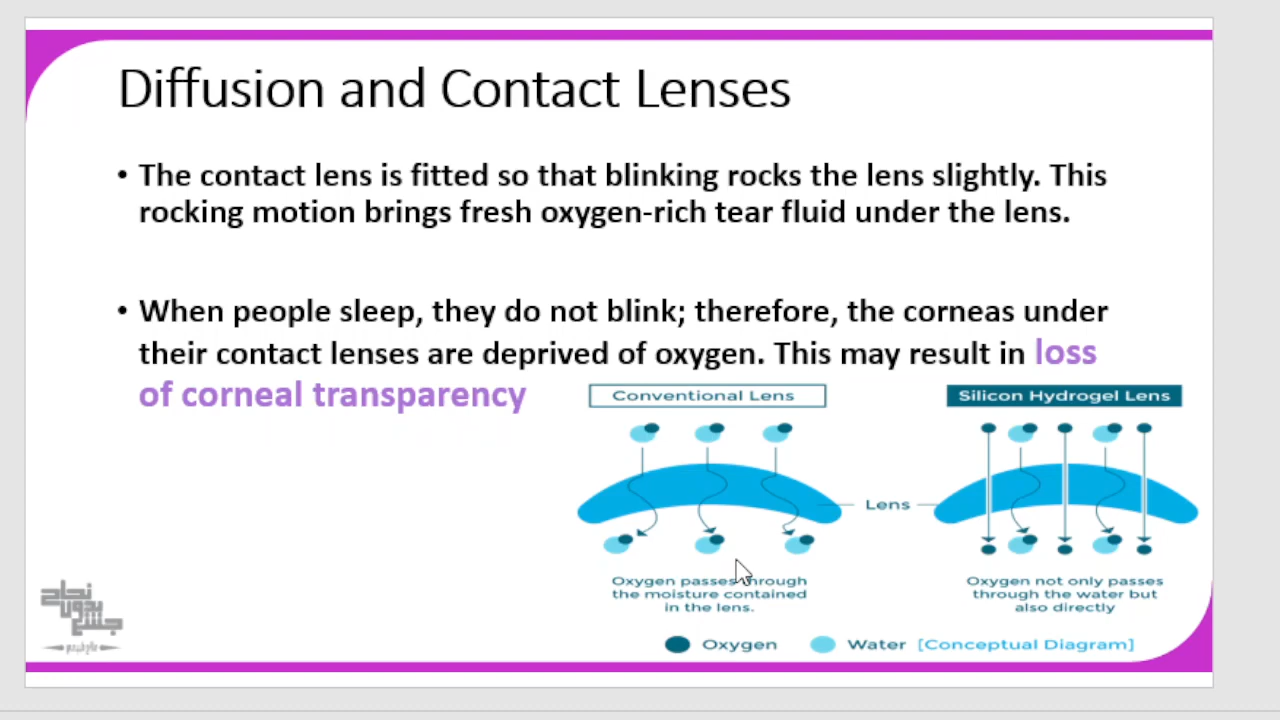 Diffusion and Contact Lenses
• The contact lens is fitted so that blinking rocks the lens slightly. This
rocking motion brings fresh oxygen-rich tear fluid under the lens.
• When people sleep, they do not blink; therefore, the corneas under
their contact lenses are deprived of oxygen. This may result in loss
of corneal transparency
Conventional Lens
Silicon Hydrogel Lens
Lens
Oxygen passes through
the moisture contained
in the lens.
Oxygen not only passes
through the water but
also directly
Oxygen
Water [Conceptual Diagram]
نجاح
بدون